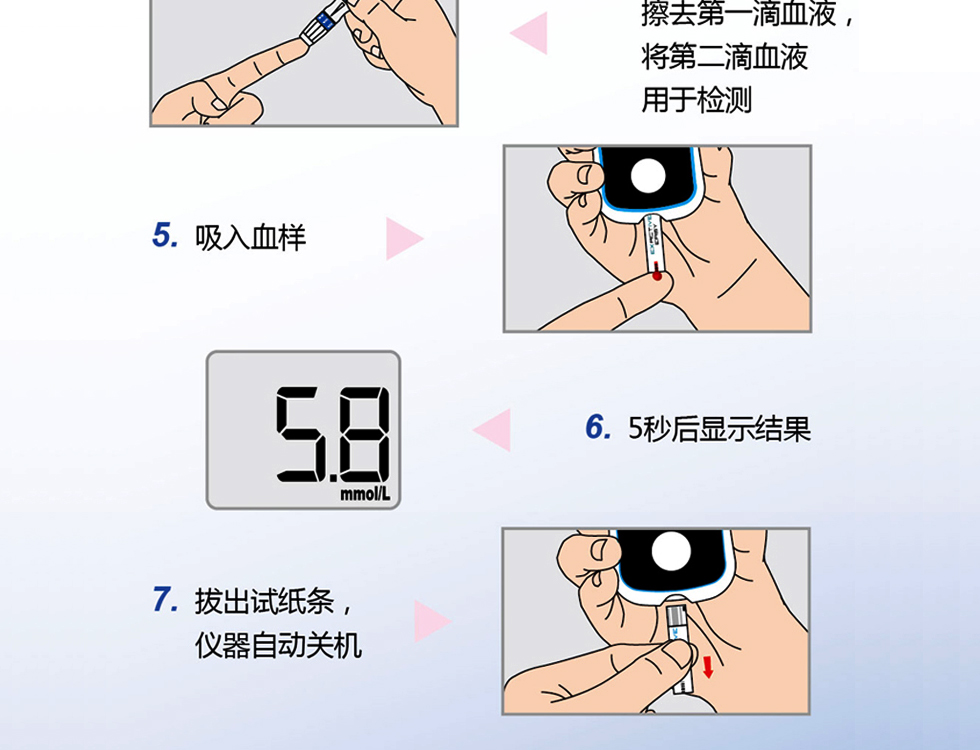 擦去第一滴血液，
将第二滴血液
用于检测
5. 吸入血样
EXACTIVE
EASY
5.8
mmol/L
6. 5秒后显示结果
7. 拔出试纸条，
仪器自动关机